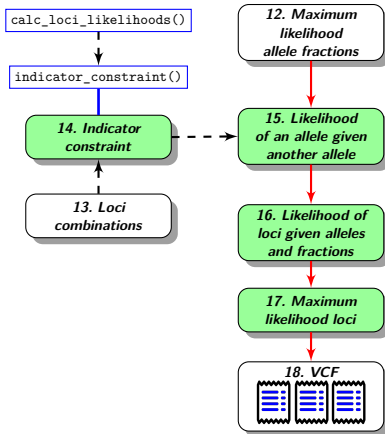 calc_loci_likelihoods()
indicator_constraint()
14. Indicator
constraint
13. Loci
combinations
12. Maximum
likelihood
allele fractions
15. Likelihood
of an allele given
another allele
16. Likelihood of
loci given alleles
and fractions
17. Maximum
likelihood loci
18. VCF